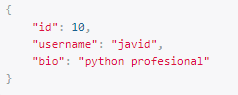 {
    "id": 10,
    "username": "javid",
    "bio": "python profesional"
}